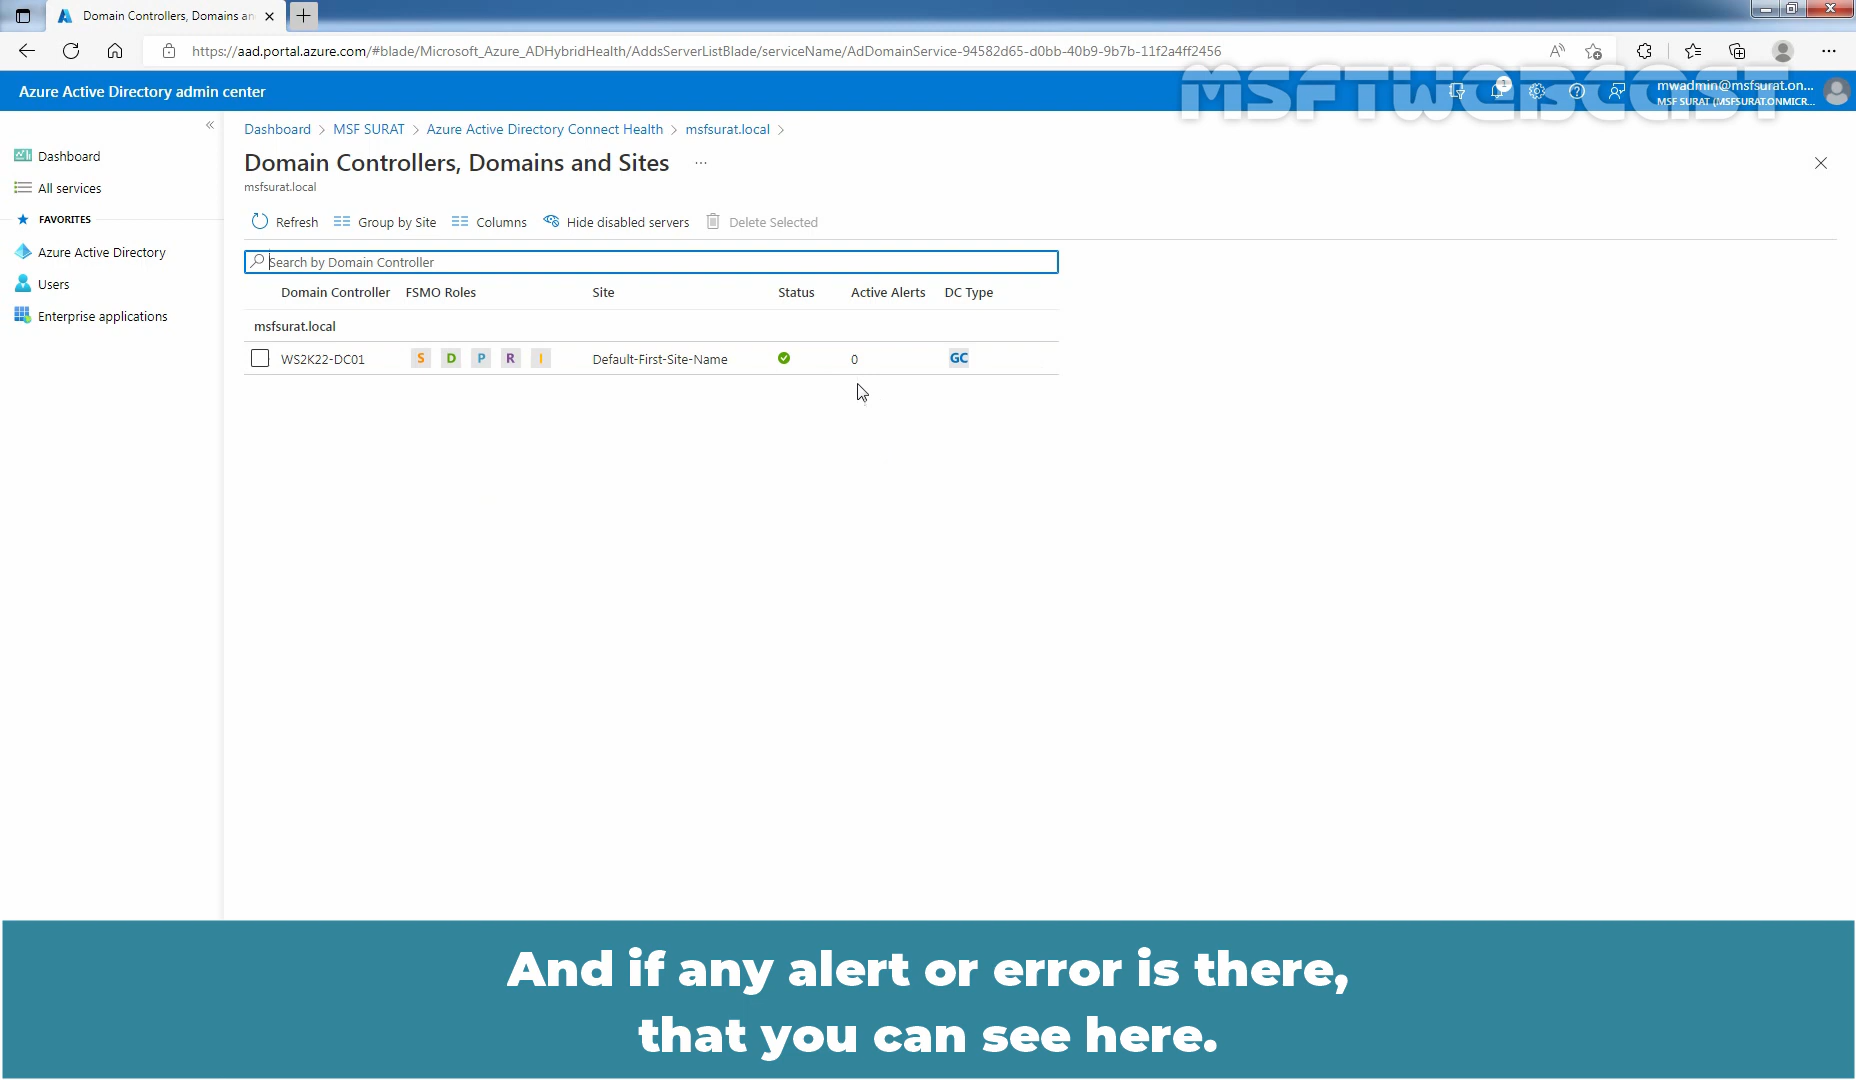 Domain Controllers, Domains an
https://aad.portal.azure.com/#blade/Microsoft_Azure_ADHybridHealth/AddsServerListBlade/serviceName/AdDomainService-94582d65-d0bb-40b9-9b7b-11f2a4ff2456
MSFTWEBCAST
Azure Active Directory admin center
mwadmin@msfsurat.on...
MSF SURAT (MSFSURAT.ONMICR...
Dashboard > MSF SURAT > Azure Active Directory Connect Health > msfsurat.local >
Domain Controllers, Domains and Sites ...
msfsurat.local
Dashboard
All services
FAVORITES
Azure Active Directory
Users
Enterprise applications
Refresh Group by Site Columns Hide disabled servers Delete Selected
Search by Domain Controller
Domain Controller FSMO Roles Site Status Active Alerts DC Type
msfsurat.local
WS2K22-DC01 S D P R I Default-First-Site-Name 0 GC
And if any alert or error is there,
that you can see here.